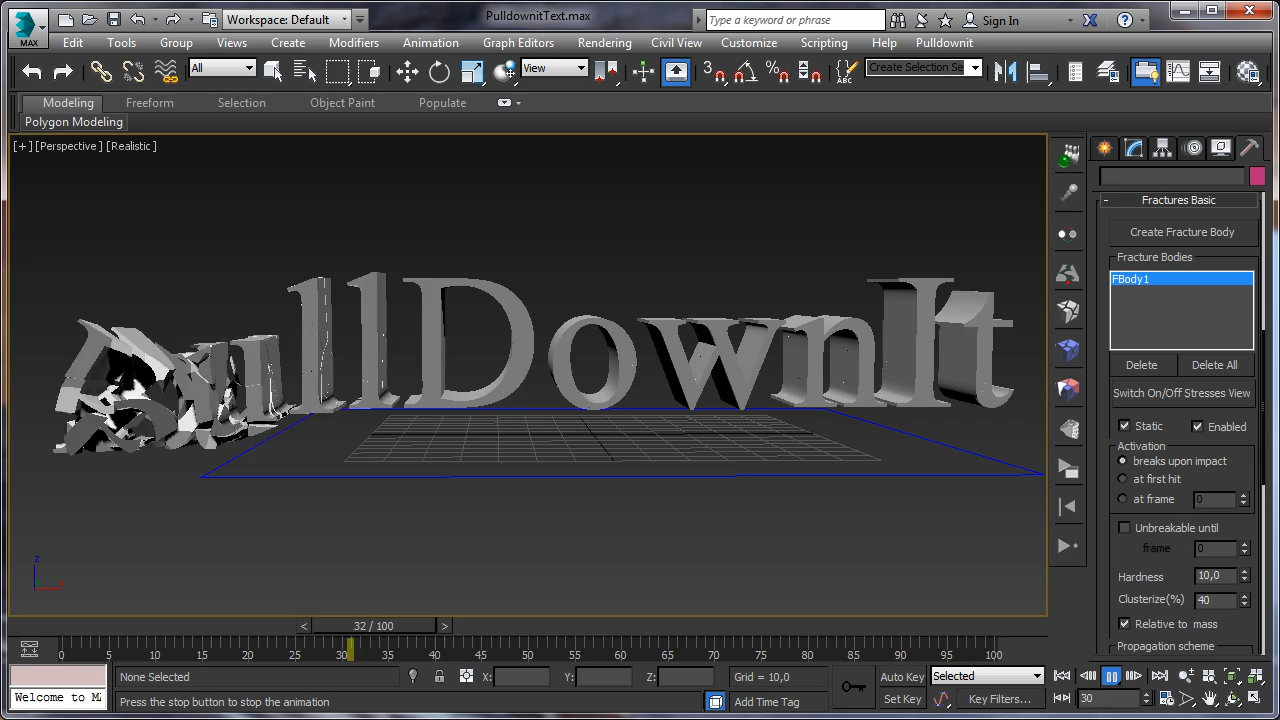 Workspace: Default
PulldownitText.max
Type a keyword or phrase
Sign In
MAX
Edit Tools Group Views Create Modifiers Animation Graph Editors Rendering Civil View Customize Scripting Help Pulldownit
All
View
3
%
ABC
Create Selection Se
Modeling Freeform Selection Object Paint Populate
Polygon Modeling
[+] [Perspective] [Realistic]
PullDownIt
z
x
- Fractures Basic
Create Fracture Body
Fracture Bodies
FBody1
Delete Delete All
Switch On/Off Stresses View
Static Enabled
Activation
breaks upon impact
at first hit
at frame 0
Unbreakable until
frame 0
Hardness 10,0
Clusterize(%) 40
Relative to mass
Propagation scheme
< 32 / 100 >
0 5 10 15 20 25 30 35 40 45 50 55 60 65 70 75 80 85 90 95 100
None Selected X: Y: Z: Grid = 10,0 Auto Key Selected
Welcome to MA
Press the stop button to stop the animation Add Time Tag Set Key Key Filters... 30